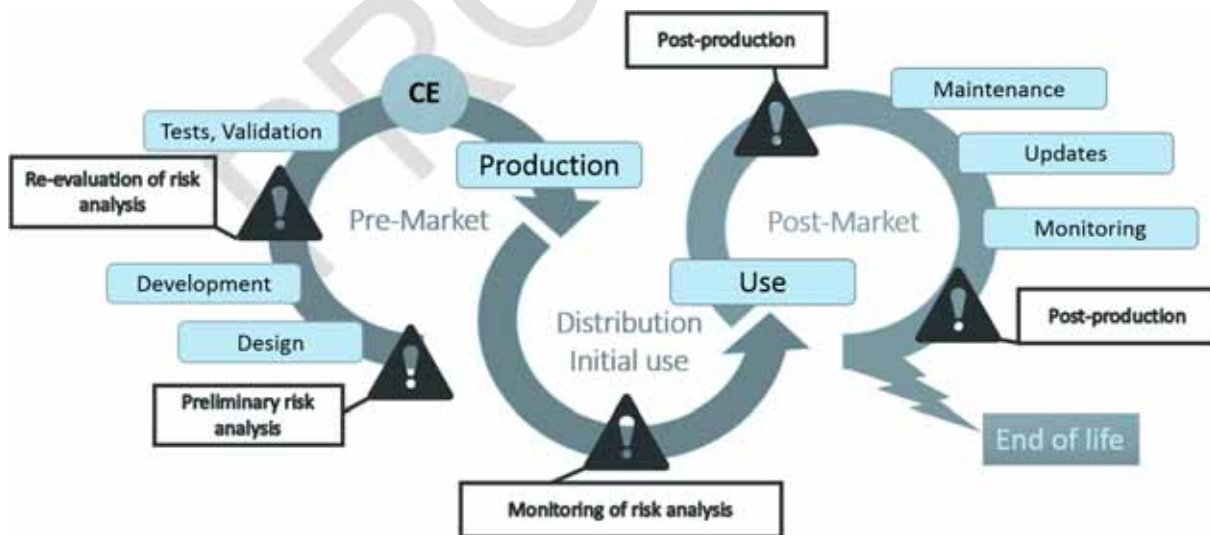 Post-production
CE
Maintenance
Tests, Validation
Production
Updates
Re-evaluation of risk
analysis
Pre-Market
Post-Market
Monitoring
Development
Use
Design
Distribution
Initial use
Post-production
Preliminary risk
analysis
End of life
Monitoring of risk analysis